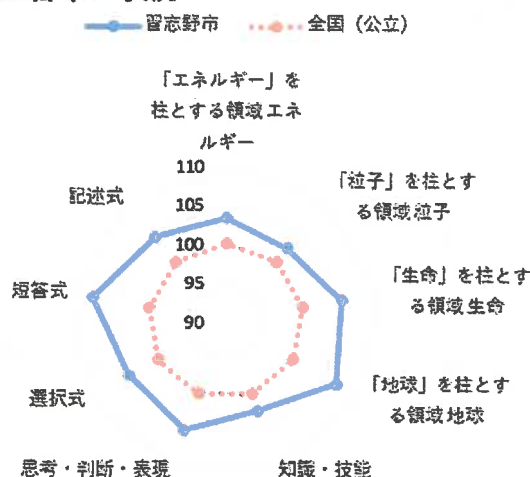 習志野市
全国（公立）
「エネルギー」を
柱とする領域エネ
ルギー
「粒子」を柱とす
る領域粒子
「生命」を柱とす
る領域生命
「地球」を柱とす
る領域地球
知識・技能
思考・判断・表現
選択式
短答式
記述式
110
105
100
95
90